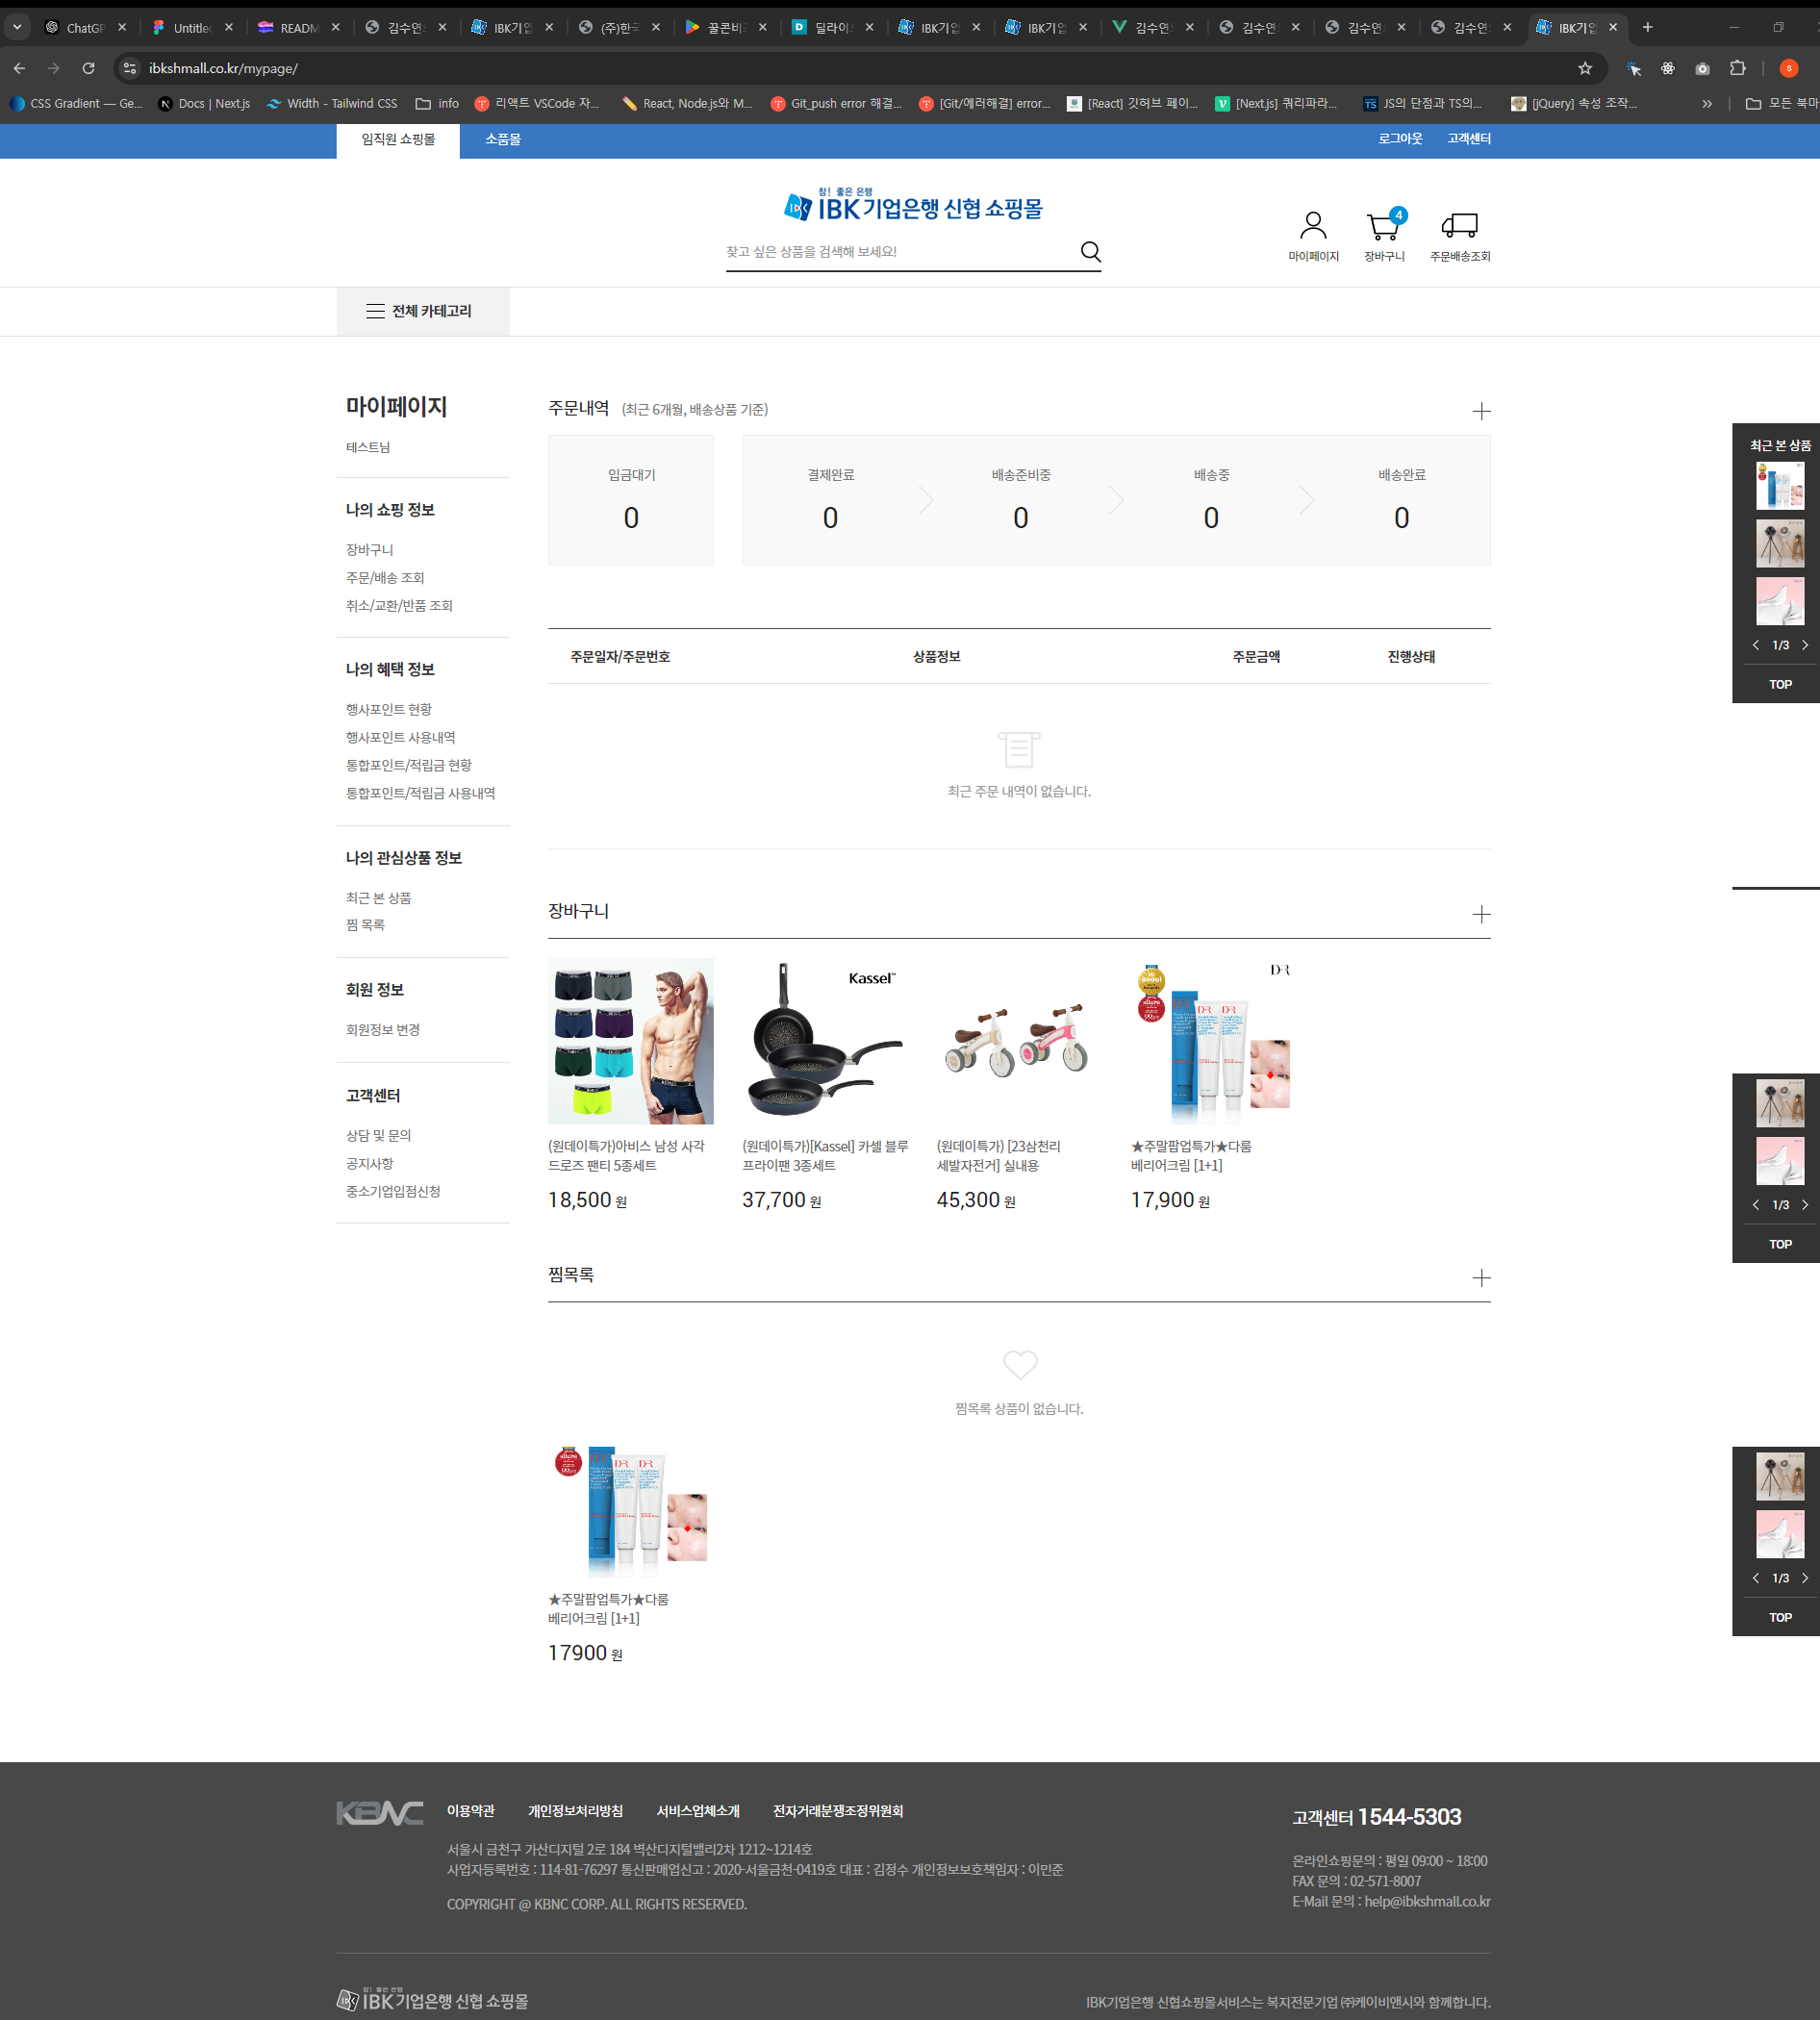 ChatGP
Untitled
READM
김수연
IBK기업
(주)한국
꿀콘비
딜라이
IBK기업
IBK기업
김수연
김수연
김수연
김수연
IBK기업
ibkshmall.co.kr/mypage/
CSS Gradient — Ge...
Docs | Next.js
Width - Tailwind CSS
info
리액트 VSCode 자...
React, Node.js와 M...
Git_push error 해결...
[Git/에러해결] error...
[React] 깃허브 페이...
[Next.js] 쿼리파라...
JS의 단점과 TS의...
[jQuery] 속성 조작...
모든 북마
임직원 쇼핑몰
소품몰
로그아웃
고객센터
참! 좋은 은행
IBK기업은행 신협 쇼핑몰
찾고 싶은 상품을 검색해 보세요!
마이페이지
4
장바구니
주문배송조회
전체 카테고리
마이페이지
테스트님
나의 쇼핑 정보
장바구니
주문/배송 조회
취소/교환/반품 조회
나의 혜택 정보
행사포인트 현황
행사포인트 사용내역
통합포인트/적립금 현황
통합포인트/적립금 사용내역
나의 관심상품 정보
최근 본 상품
찜 목록
회원 정보
회원정보 변경
고객센터
상담 및 문의
공지사항
중소기업입점신청
주문내역 (최근 6개월, 배송상품 기준)
입금대기
0
결제완료
0
배송준비중
0
배송중
0
배송완료
0
주문일자/주문번호
상품정보
주문금액
진행상태
최근 주문 내역이 없습니다.
장바구니
Kassel™
DR
DR
DR
(원데이특가)아비스 남성 사각
드로즈 팬티 5종세트
18,500 원
(원데이특가)[Kassel] 카셀 블루
프라이팬 3종세트
37,700 원
(원데이특가) [23삼천리
세발자전거] 실내용
45,300 원
★주말팝업특가★다룸
베리어크림 [1+1]
17,900 원
찜목록
찜목록 상품이 없습니다.
DR
DR
★주말팝업특가★다룸
베리어크림 [1+1]
17900 원
최근 본 상품
1/3
TOP
1/3
TOP
1/3
TOP
KBNC
이용약관
개인정보처리방침
서비스업체소개
전자거래분쟁조정위원회
서울시 금천구 가산디지털 2로 184 벽산디지털밸리2차 1212~1214호
사업자등록번호 : 114-81-76297 통신판매업신고 : 2020-서울금천-0419호 대표 : 김정수 개인정보보호책임자 : 이민준
COPYRIGHT @ KBNC CORP. ALL RIGHTS RESERVED.
고객센터 1544-5303
온라인쇼핑문의 : 평일 09:00 ~ 18:00
FAX 문의 : 02-571-8007
E-Mail 문의 : help@ibkshmall.co.kr
참! 좋은 은행
IBK기업은행 신협 쇼핑몰
IBK기업은행 신협쇼핑몰서비스는 복지전문기업 ㈜케이비앤시와 함께합니다.